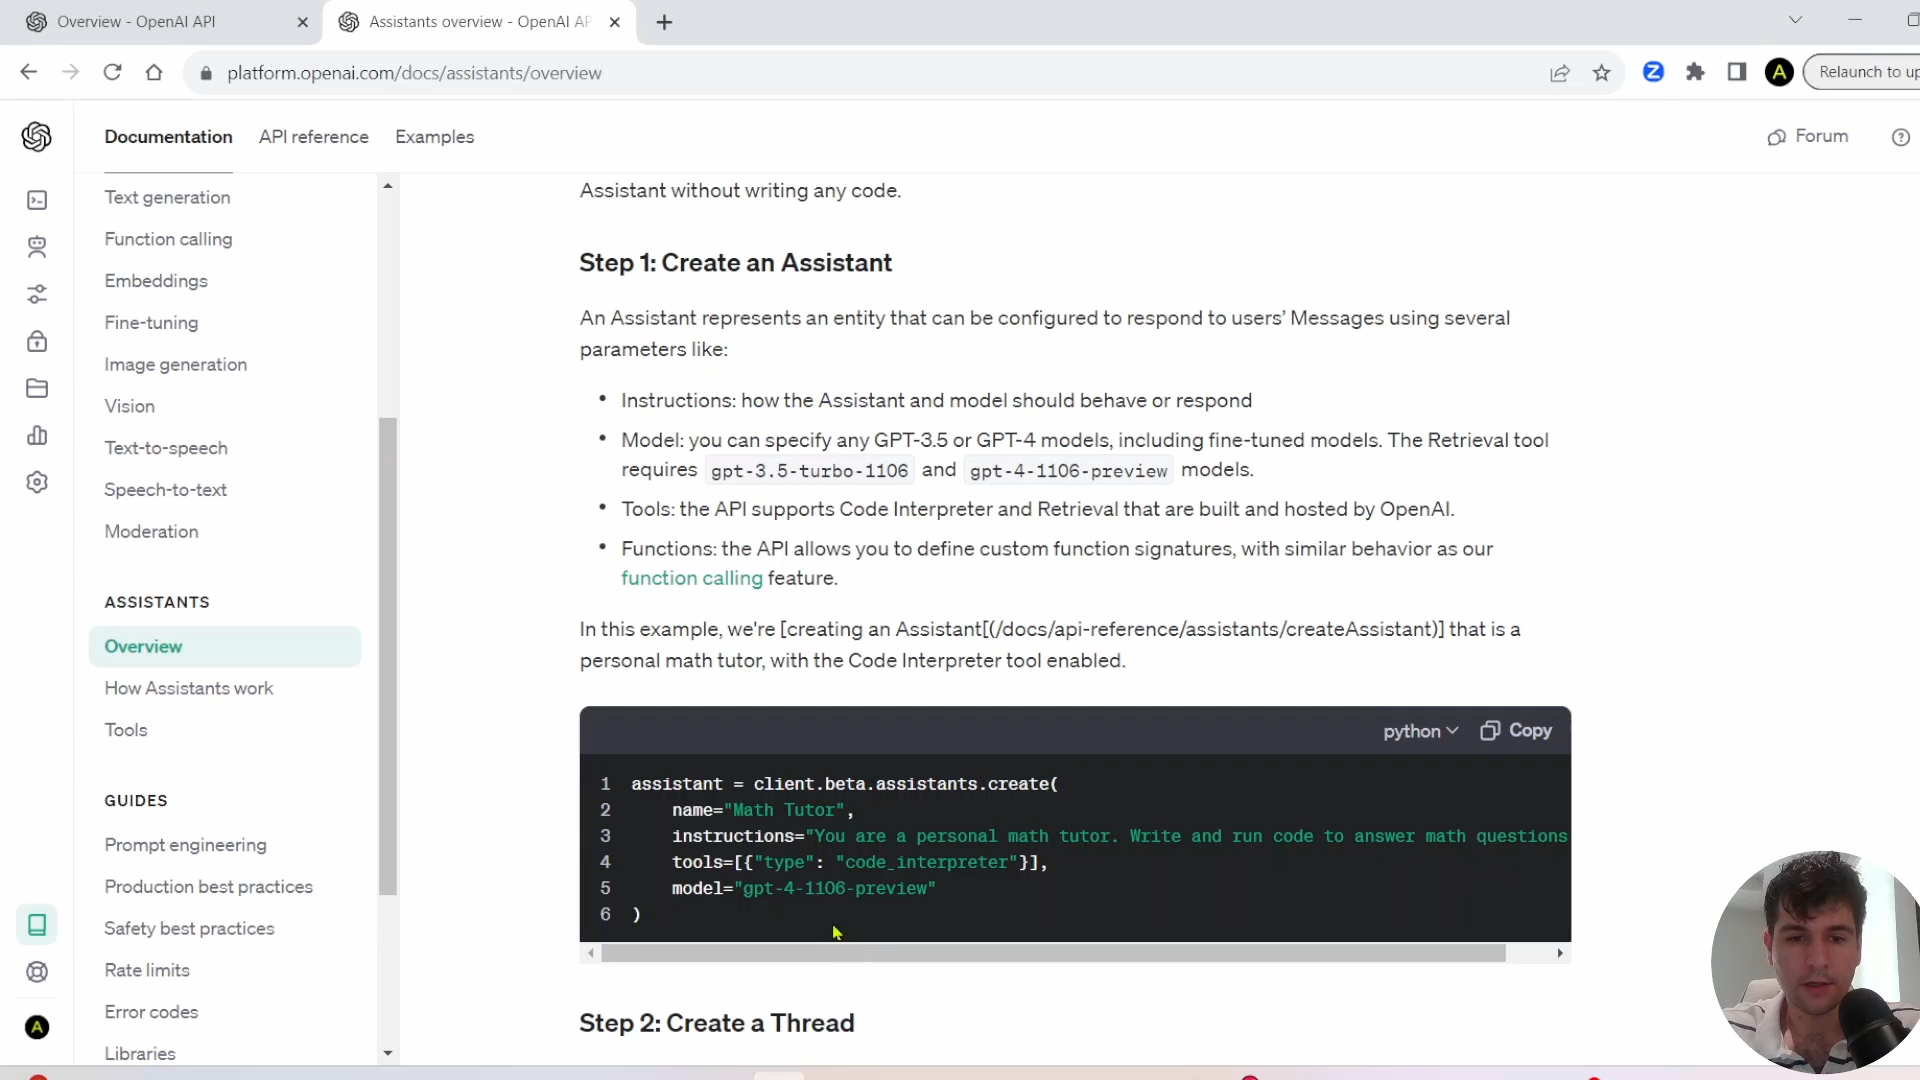 Overview - OpenAI API
Assistants overview - OpenAI AP
platform.openai.com/docs/assistants/overview
Z
A
Relaunch to up
Documentation
API reference
Examples
Forum
Text generation
Function calling
Embeddings
Fine-tuning
Image generation
Vision
Text-to-speech
Speech-to-text
Moderation
ASSISTANTS
Overview
How Assistants work
Tools
GUIDES
Prompt engineering
Production best practices
Safety best practices
Rate limits
Error codes
Libraries
A
Assistant without writing any code.
Step 1: Create an Assistant
An Assistant represents an entity that can be configured to respond to users’ Messages using several
parameters like:
• Instructions: how the Assistant and model should behave or respond
• Model: you can specify any GPT-3.5 or GPT-4 models, including fine-tuned models. The Retrieval tool
requires gpt-3.5-turbo-1106 and gpt-4-1106-preview models.
• Tools: the API supports Code Interpreter and Retrieval that are built and hosted by OpenAI.
• Functions: the API allows you to define custom function signatures, with similar behavior as our
function calling feature.
In this example, we're [creating an Assistant[(/docs/api-reference/assistants/createAssistant)] that is a
personal math tutor, with the Code Interpreter tool enabled.
python
Copy
1 assistant = client.beta.assistants.create(
2 name="Math Tutor",
3 instructions="You are a personal math tutor. Write and run code to answer math questions
4 tools=[{"type": "code_interpreter"}],
5 model="gpt-4-1106-preview"
6 )
Step 2: Create a Thread